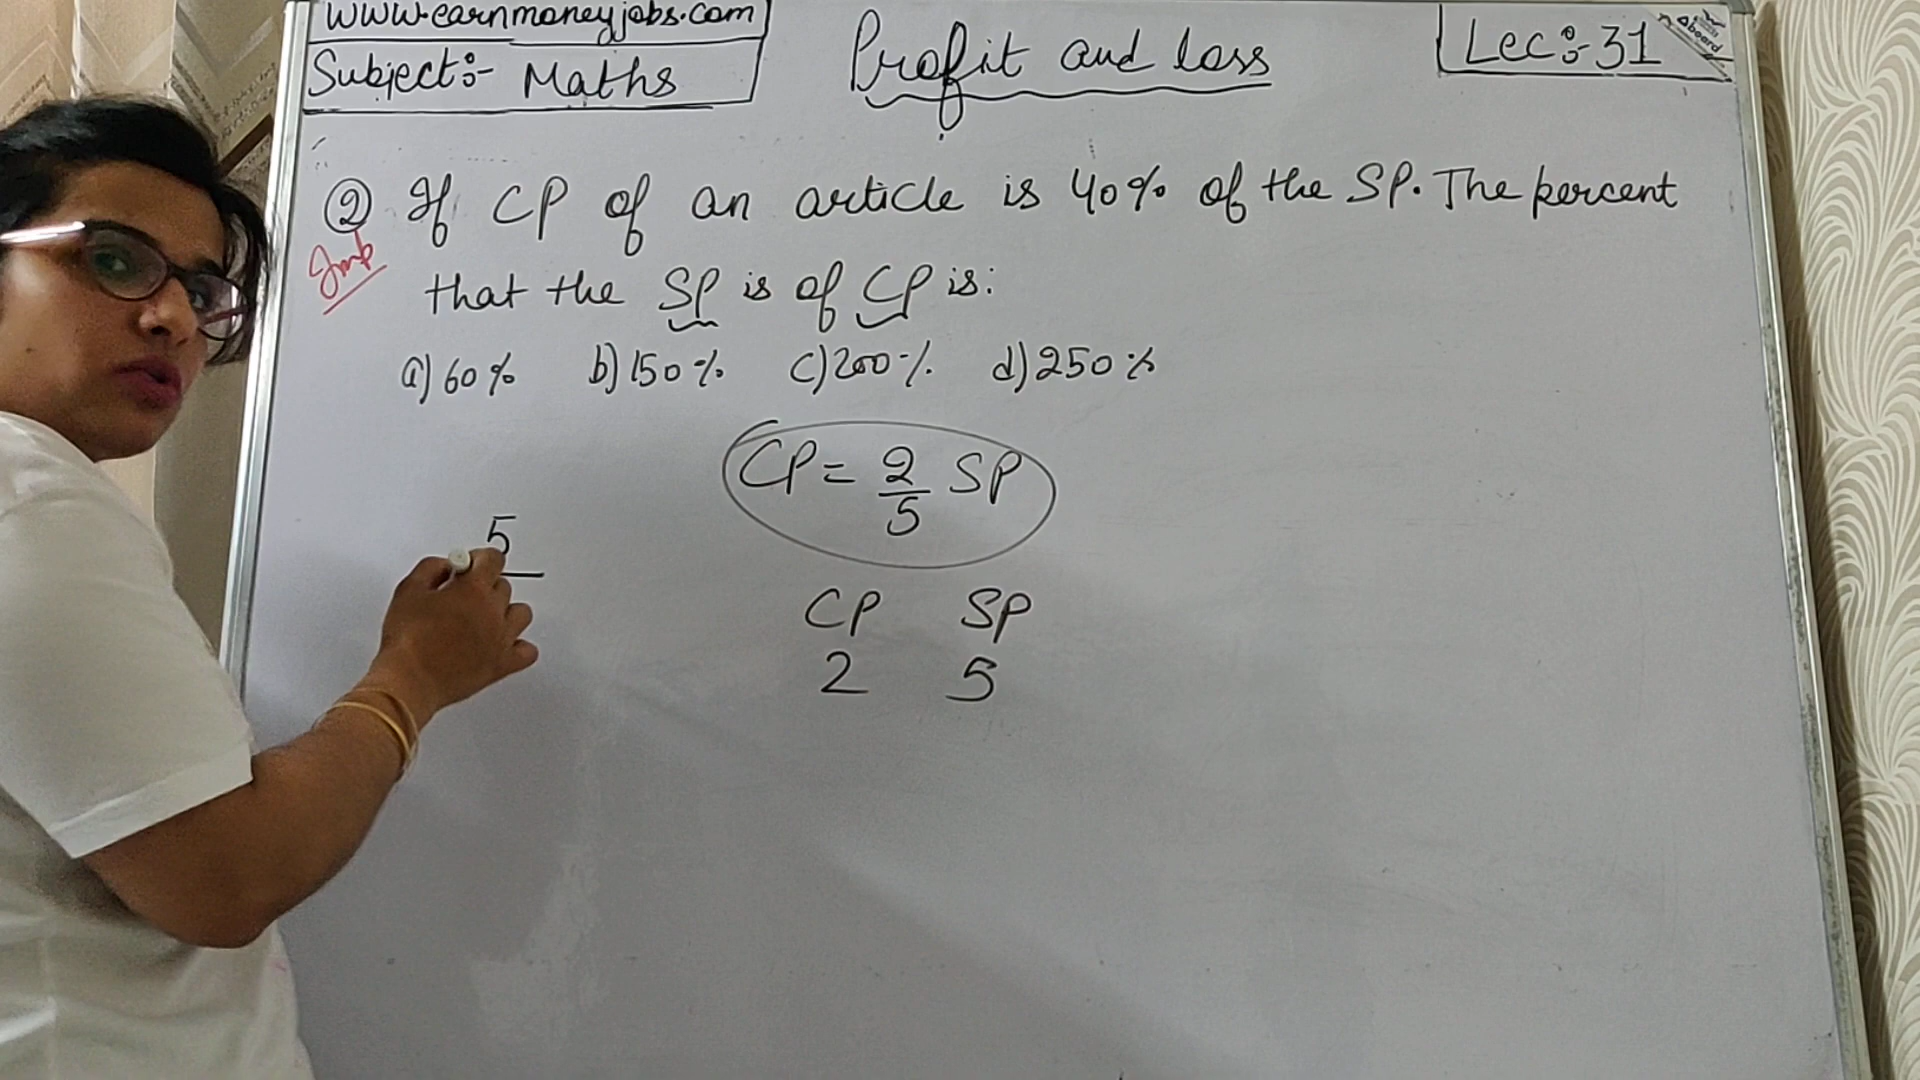 www.earnmoneyjobs.com
Subject:- Maths
Profit and loss
Lec:-31
② If CP of an article is 40% of the SP. The percent
Imp
that the SP is of CP is:
a) 60% b) 150% c) 200% d) 250%
CP = 2/5 SP
5
CP SP
2 5